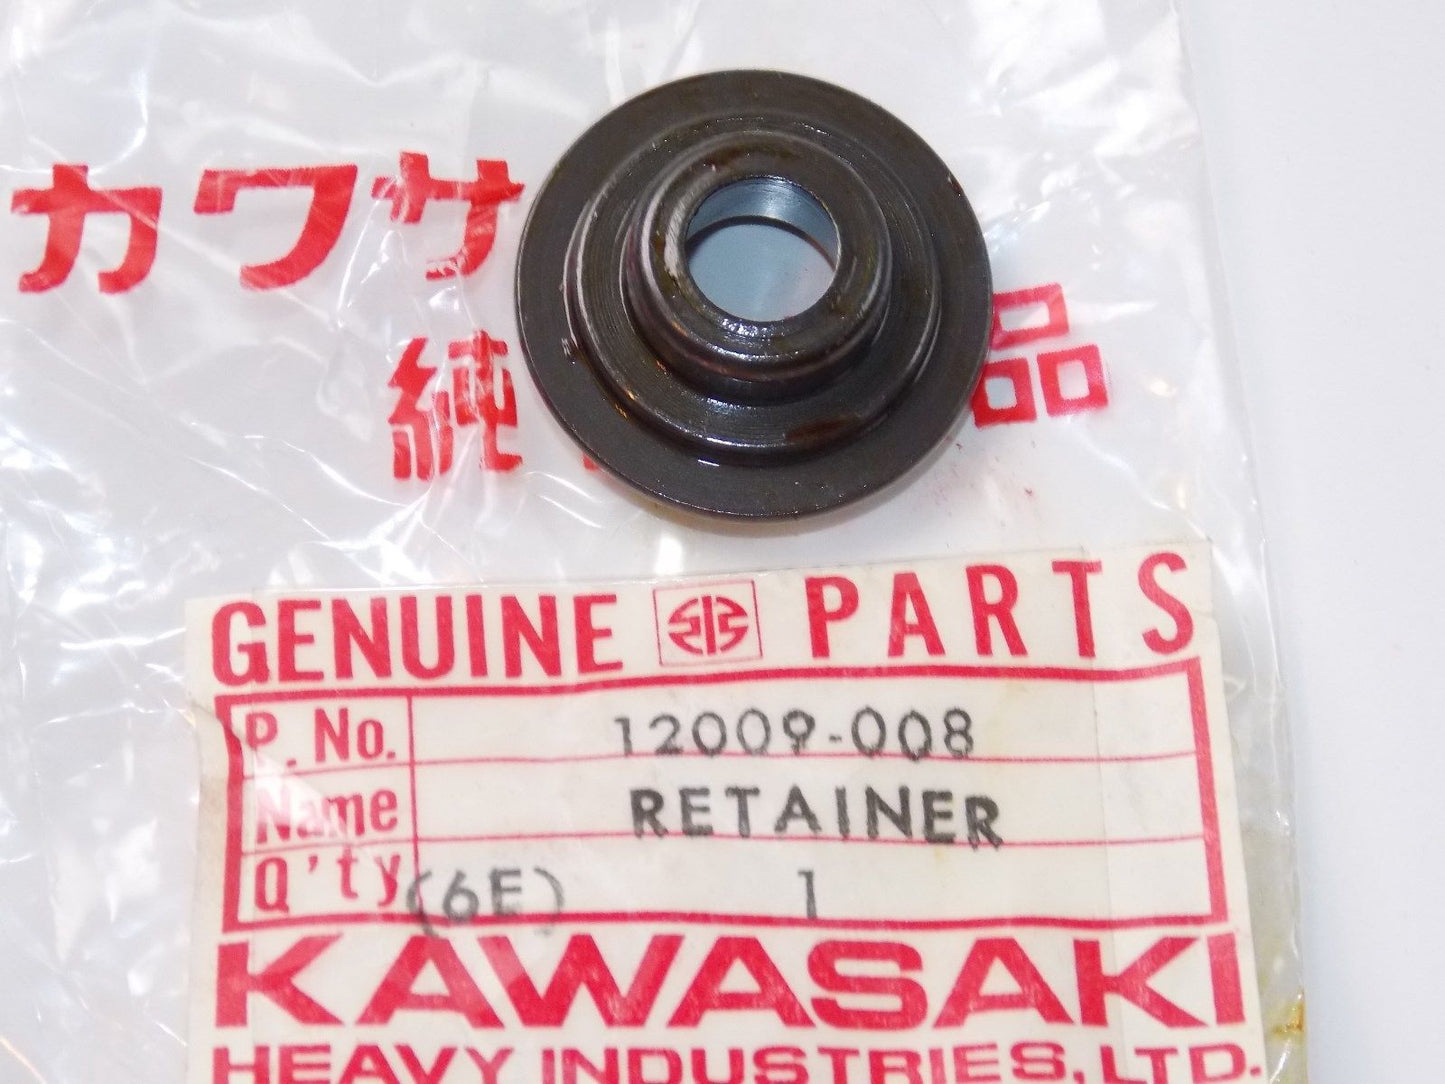 カワサ
純 品
GENUINE PARTS
P. No. 12009-008
Name RETAINER
Q'ty (6E) 1
KAWASAKI
HEAVY INDUSTRIES, LTD.